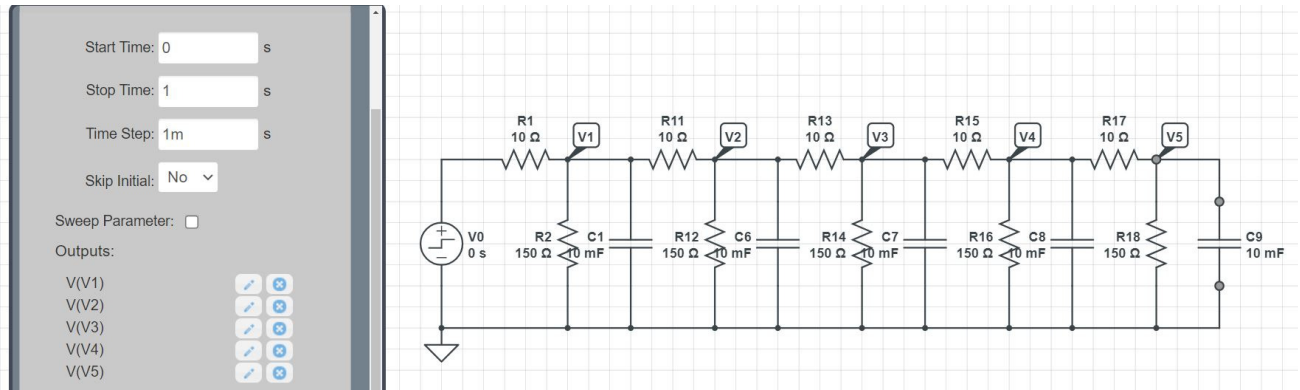 Start Time: 0 s
Stop Time: 1 s
Time Step: 1m s
Skip Initial: No
Sweep Parameter:
Outputs:
V(V1)
V(V2)
V(V3)
V(V4)
V(V5)
R1
10 Ω
V1
R11
10 Ω
V2
R13
10 Ω
V3
R15
10 Ω
V4
R17
10 Ω
V5
V0
0 s
R2
150 Ω
C1
10 mF
R12
150 Ω
C6
10 mF
R14
150 Ω
C7
10 mF
R16
150 Ω
C8
10 mF
R18
150 Ω
C9
10 mF